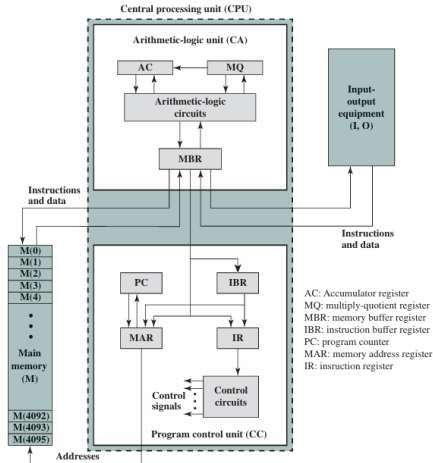 Central processing unit (CPU)
Arithmetic-logic unit (CA)
AC
MQ
Arithmetic-logic
circuits
MBR
Input-
output
equipment
(I, O)
Instructions
and data
Instructions
and data
M(0)
M(1)
M(2)
M(3)
M(4)
Main
memory
(M)
M(4092)
M(4093)
M(4095)
PC
IBR
MAR
IR
Control
signals
Control
circuits
Program control unit (CC)
Addresses
AC: Accumulator register
MQ: multiply-quotient register
MBR: memory buffer register
IBR: instruction buffer register
PC: program counter
MAR: memory address register
IR: insruction register